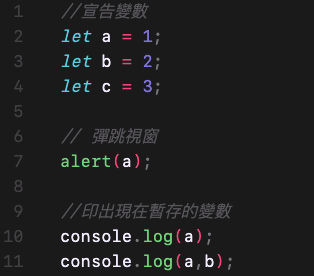 1 //宣告變數
2 let a = 1;
3 let b = 2;
4 let c = 3;
5
6 // 彈跳視窗
7 alert(a);
8
9 //印出現在暫存的變數
10 console.log(a);
11 console.log(a,b);